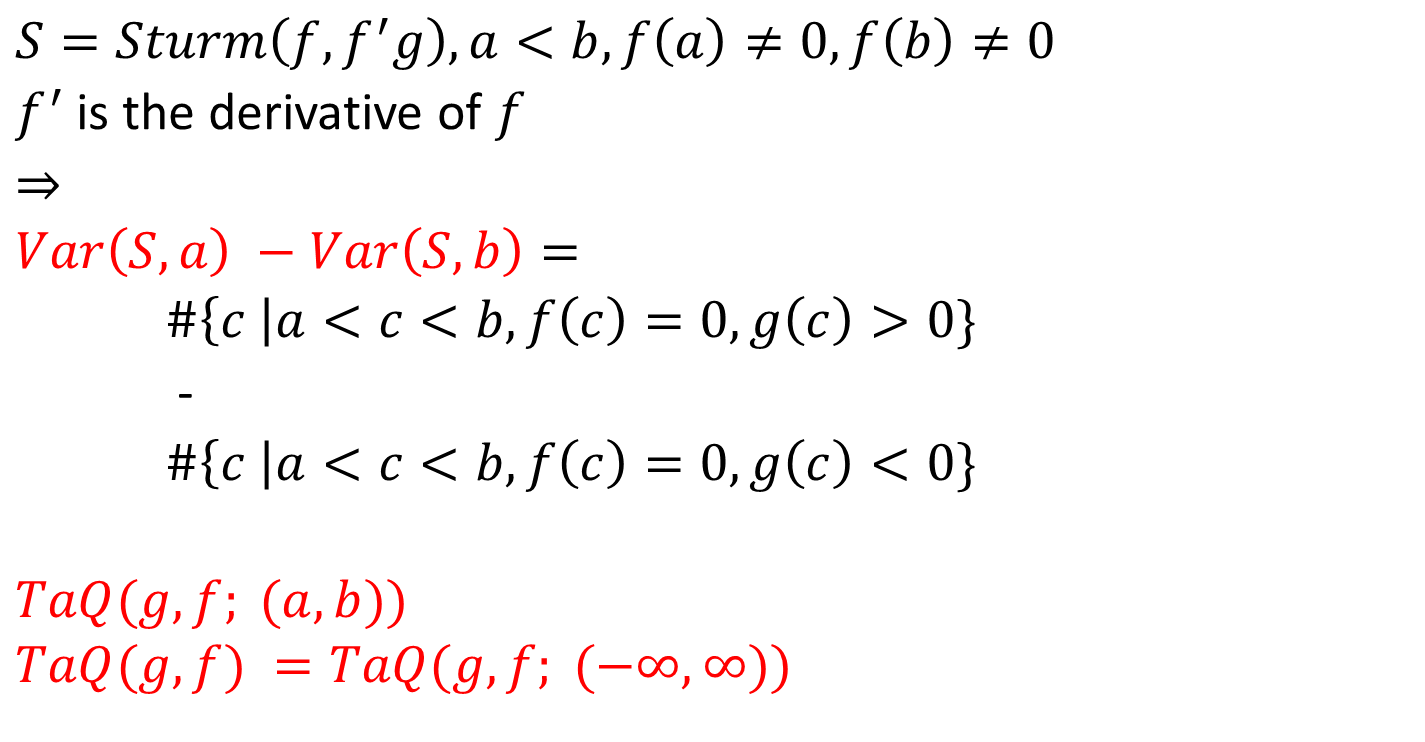 S = Sturm(f, f′g), a < b, f(a) ≠ 0, f(b) ≠ 0
f′ is the derivative of f
⇒
Var(S, a) − Var(S, b) =
#{c |a < c < b, f(c) = 0, g(c) > 0}
-
#{c |a < c < b, f(c) = 0, g(c) < 0}
TaQ(g, f; (a, b))
TaQ(g, f) = TaQ(g, f; (−∞, ∞))